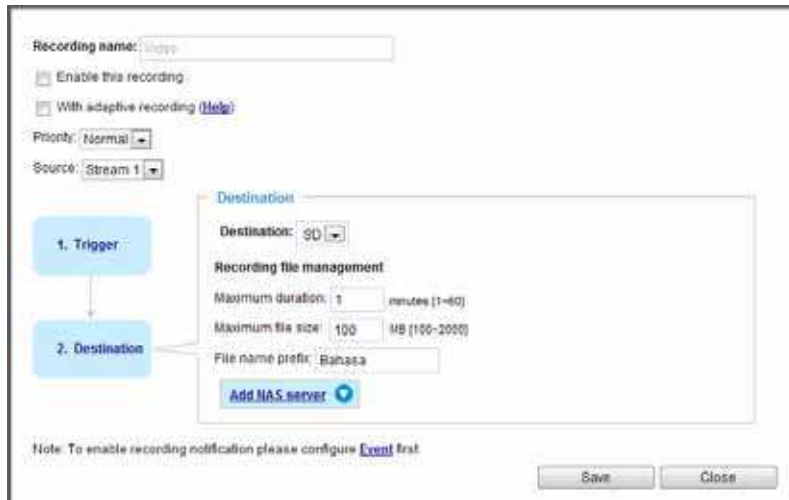 Recording name: Video
Enable this recording
With adaptive recording (Help)
Priority: Normal
Source: Stream 1
Destination
1. Trigger
Destination: SD
Recording file management
Maximum duration: 1 minutes [1~60]
Maximum file size: 100 MB [100~2000]
2. Destination
File name prefix: Bahasa
Add NAS server
Note: To enable recording notification please configure Event first
Save Close